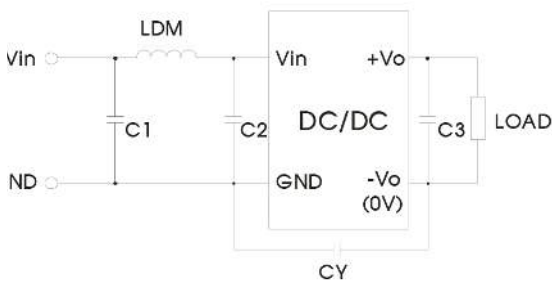 LDM
Vin
Vin
+Vo
C1
C2
DC/DC
C3
LOAD
ND
GND
-Vo
(0V)
CY